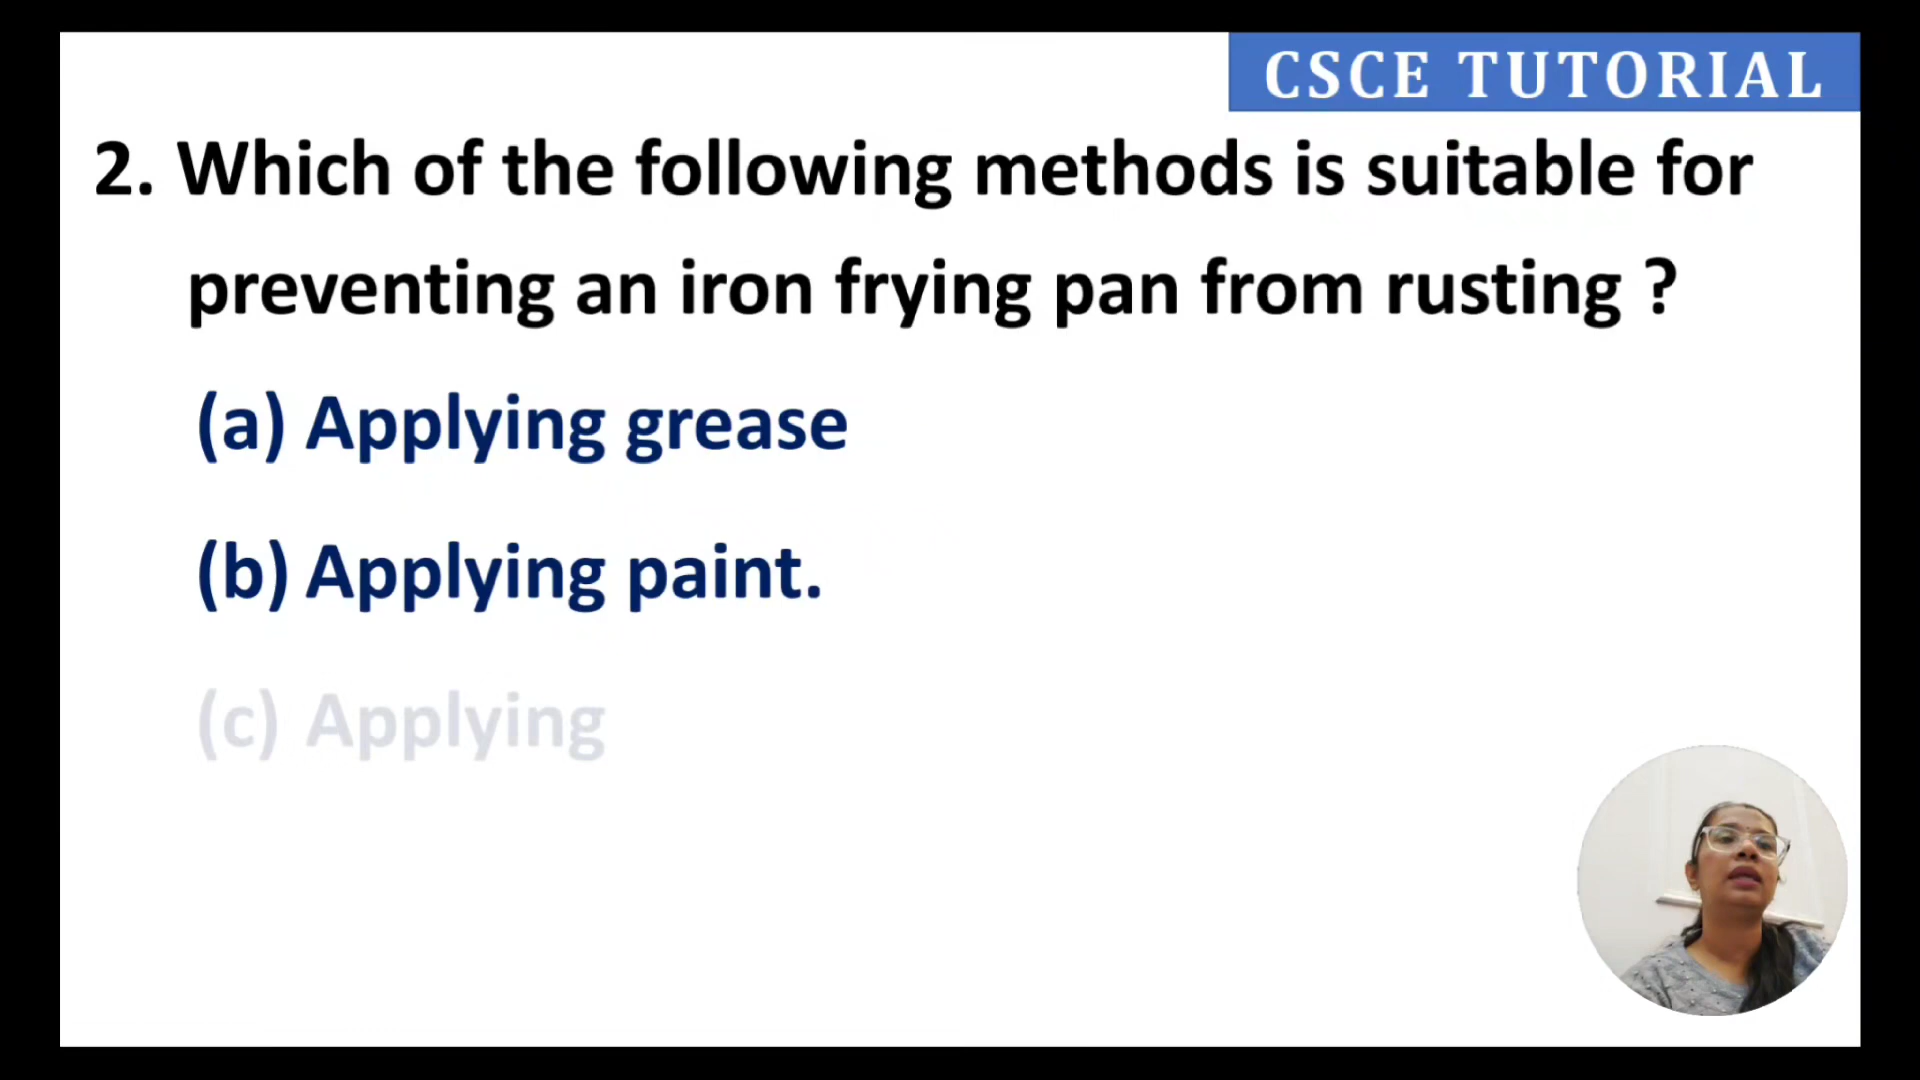 CSCE TUTORIAL
2. Which of the following methods is suitable for
preventing an iron frying pan from rusting ?
(a) Applying grease
(b) Applying paint.
(c) Applying